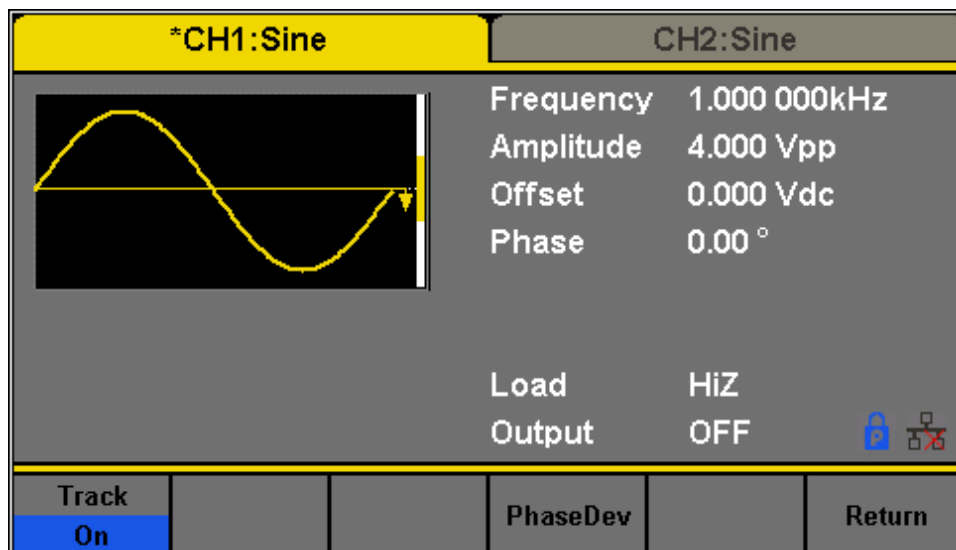 *CH1:Sine
CH2:Sine
Frequency 1.000 000kHz
Amplitude 4.000 Vpp
Offset 0.000 Vdc
Phase 0.00 °
Load HiZ
Output OFF
P
Track
On
PhaseDev
Return